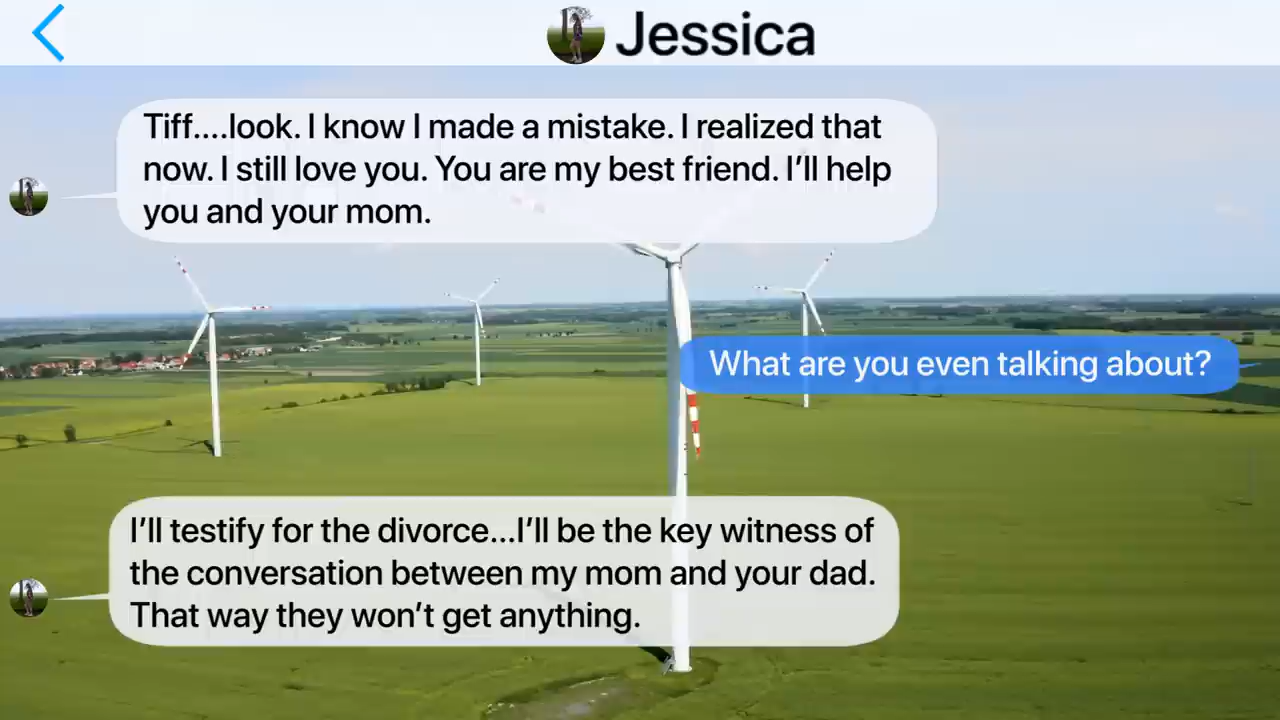 Jessica
Tiff....look. I know I made a mistake. I realized that
now. I still love you. You are my best friend. I’ll help
you and your mom.
What are you even talking about?
I’ll testify for the divorce...I’ll be the key witness of
the conversation between my mom and your dad.
That way they won’t get anything.